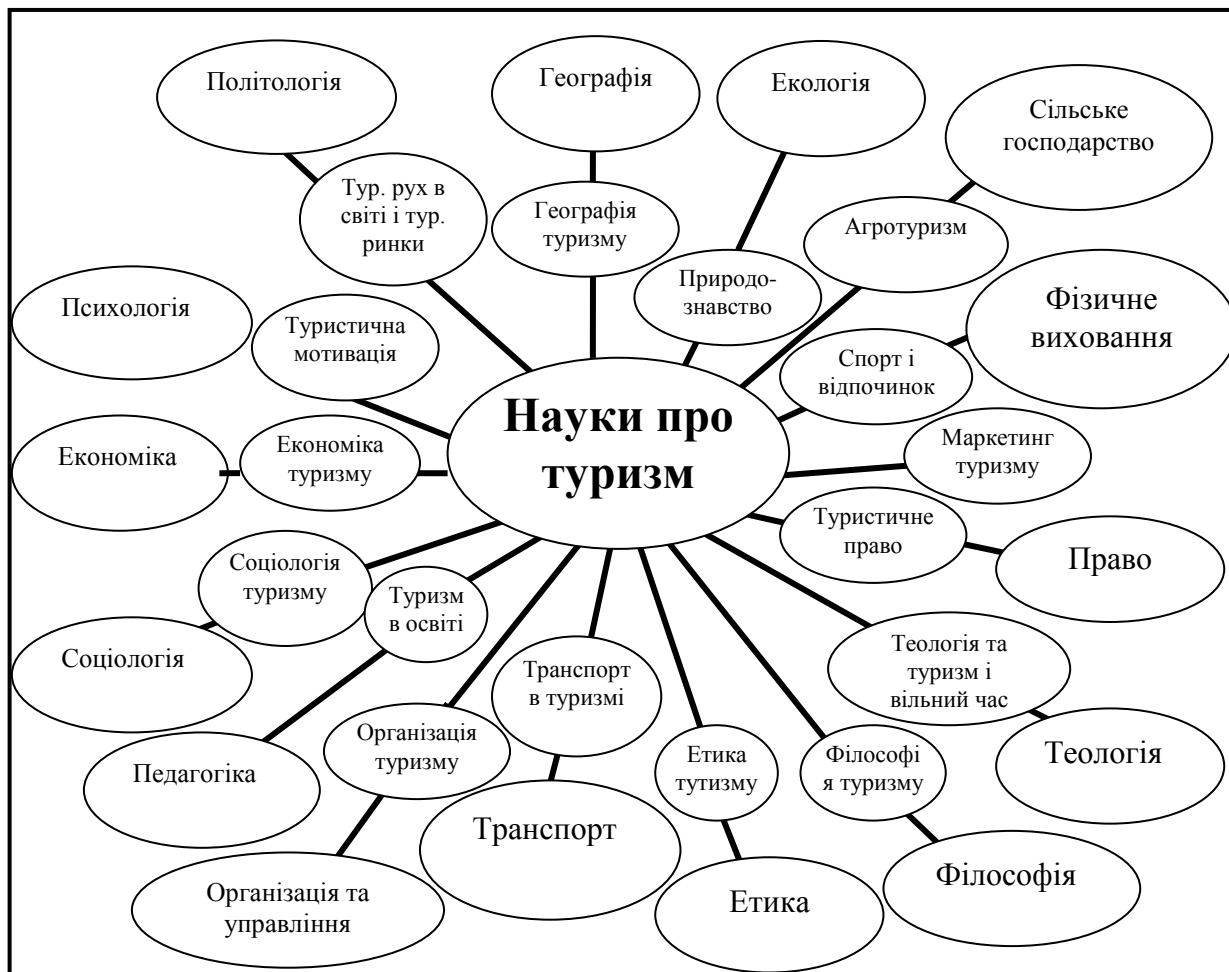 Політологія
Географія
Екологія
Сільське
господарство
Тур. рух в
світі і тур.
ринки
Географія
туризму
Агротуризм
Природо-
знавство
Психологія
Туристична
мотивація
Фізичне
виховання
Спорт і
відпочинок
Науки про
туризм
Економіка
Економіка
туризму
Маркетинг
туризму
Туристичне
право
Право
Соціологія
туризму
Туризм
в освіті
Соціологія
Транспорт
в туризмі
Теологія та
туризм і
вільний час
Організація
туризму
Етика
тутизму
Філософі
я туризму
Теологія
Педагогіка
Транспорт
Організація та
управління
Етика
Філософія